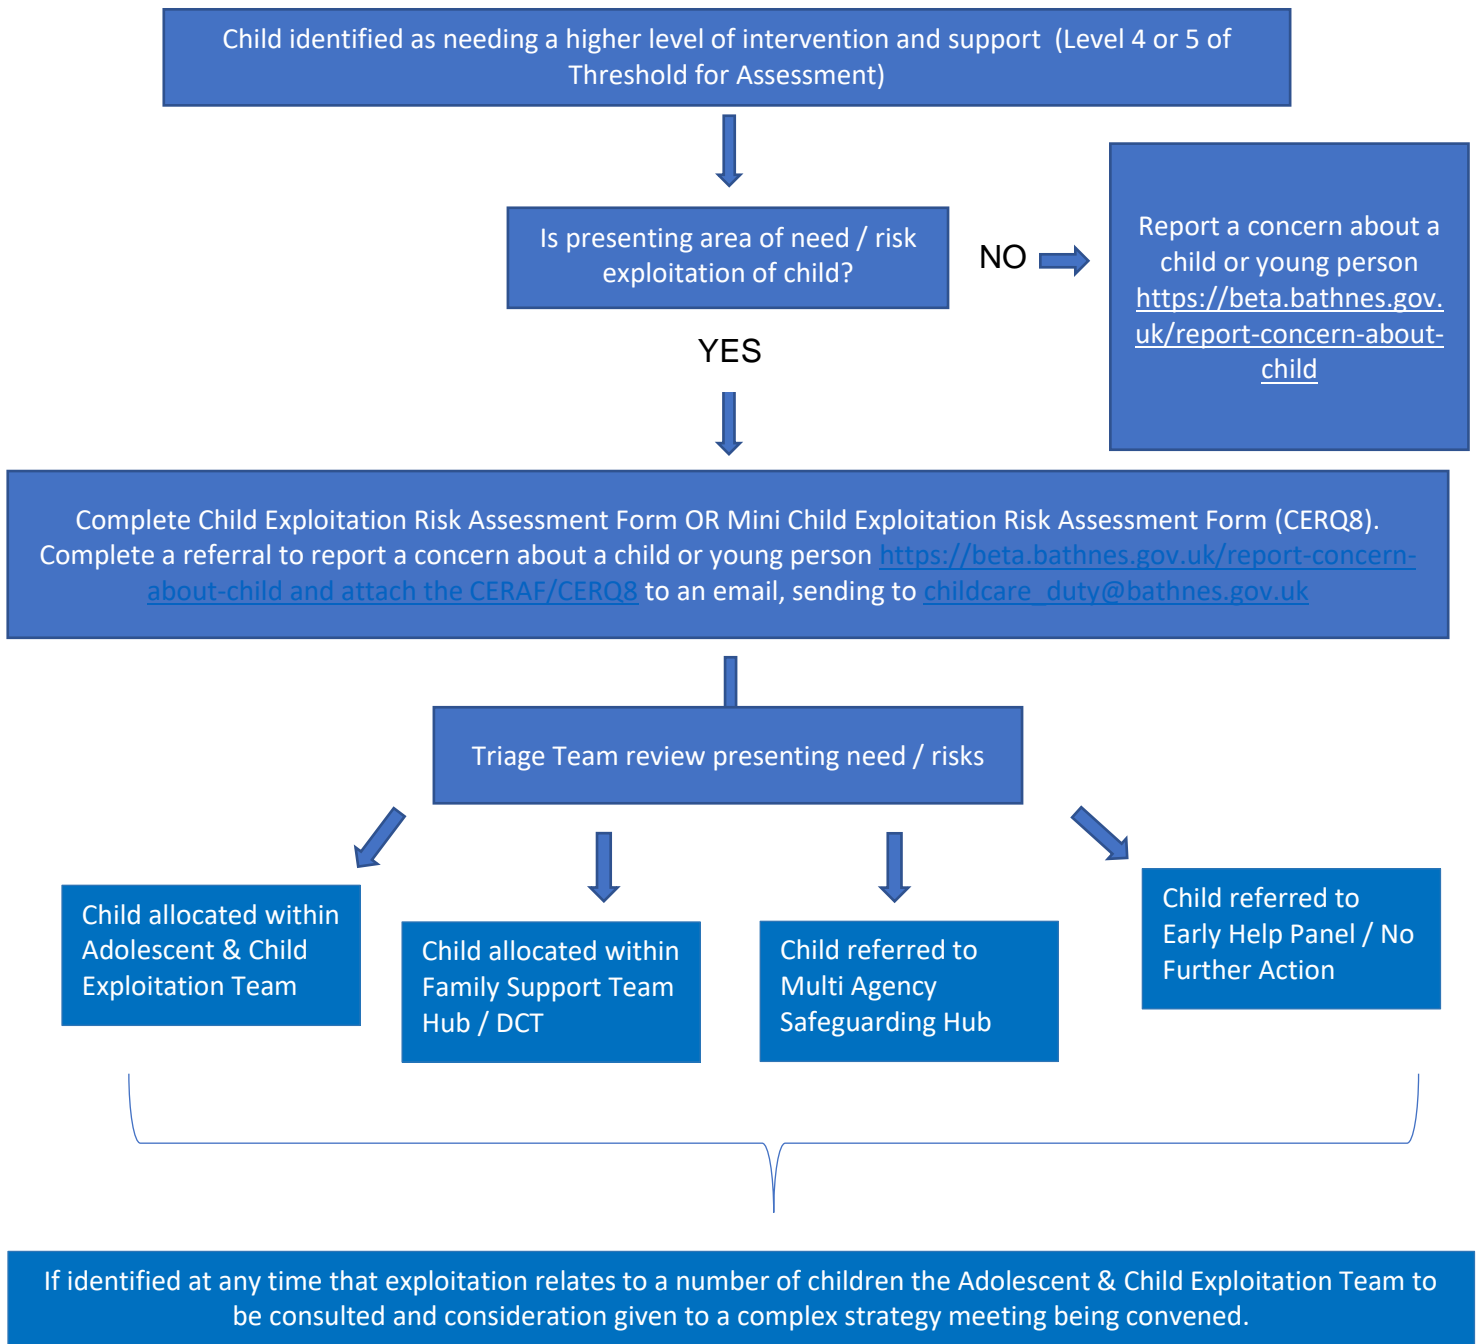 Child identified as needing a higher level of intervention and support  (Level 4 or 5 of
Threshold for Assessment)
Is presenting area of need / risk
exploitation of child?
NO
Report a concern about a
child or young person
https://beta.bathnes.gov.
uk/report-concern-about-
child
YES
Complete Child Exploitation Risk Assessment Form OR Mini Child Exploitation Risk Assessment Form (CERQ8).
Complete a referral to report a concern about a child or young person https://beta.bathnes.gov.uk/report-concern-
about-child and attach the CERAF/CERQ8 to an email, sending to childcare_duty@bathnes.gov.uk
Triage Team review presenting need / risks
Child allocated within
Adolescent & Child
Exploitation Team
Child allocated within
Family Support Team
Hub / DCT
Child referred to
Multi Agency
Safeguarding Hub
Child referred to
Early Help Panel / No
Further Action
If identified at any time that exploitation relates to a number of children the Adolescent & Child Exploitation Team to
be consulted and consideration given to a complex strategy meeting being convened.